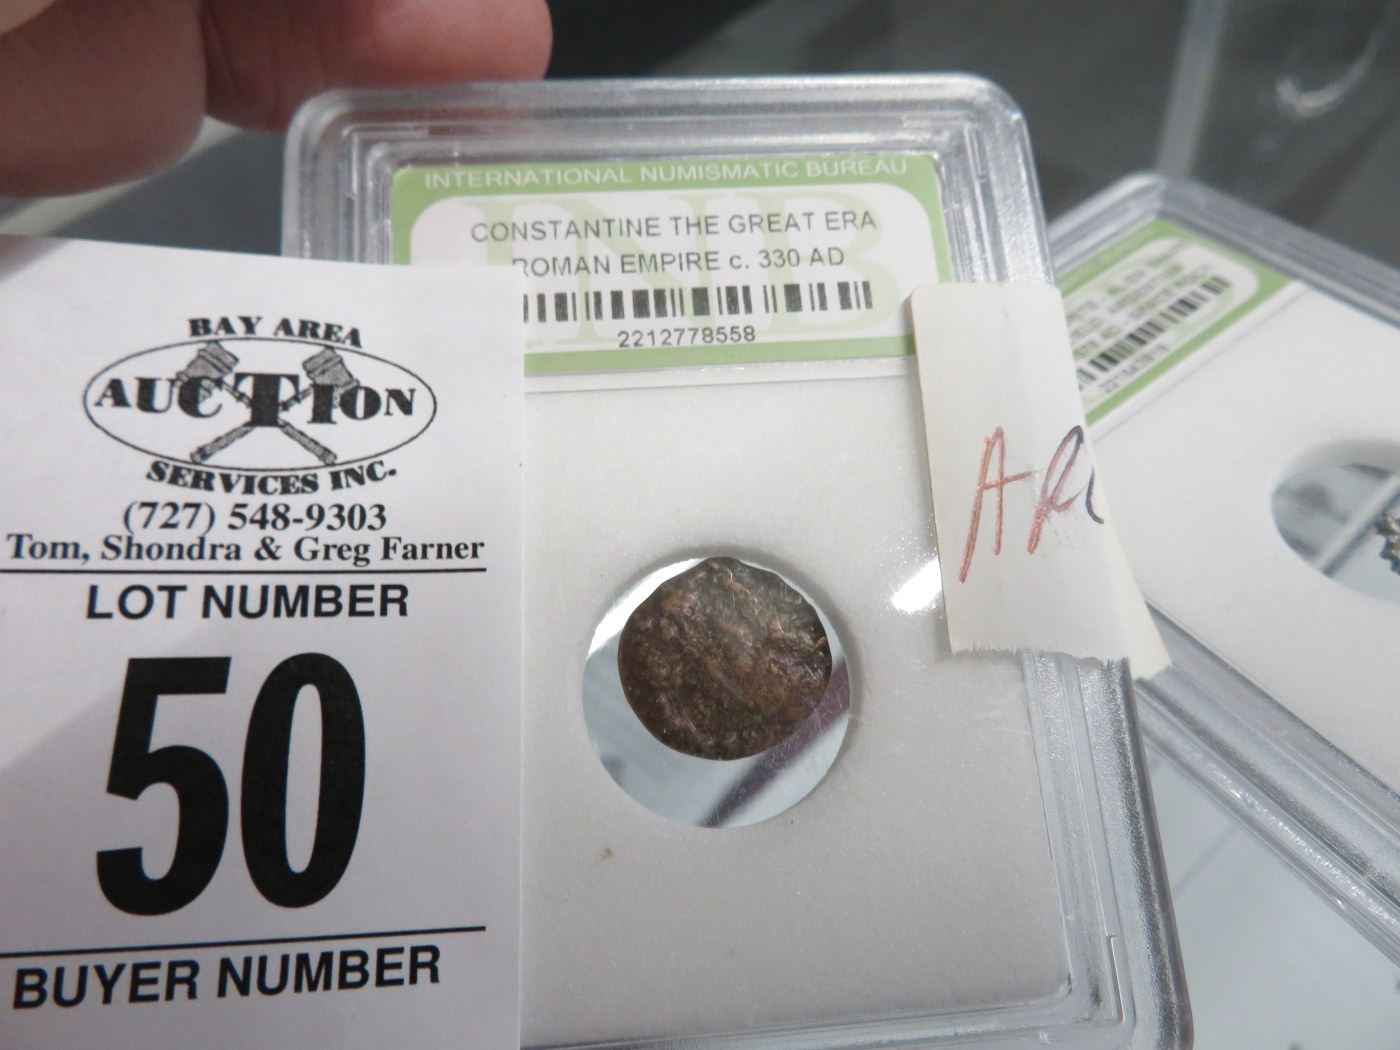 INTERNATIONAL NUMISMATIC BUREAU
CONSTANTINE THE GREAT ERA
ROMAN EMPIRE c. 330 AD
2212778558
BAY AREA
AUCTION
SERVICES INC.
(727) 548-9303
Tom, Shondra & Greg Farner
LOT NUMBER
50
BUYER NUMBER